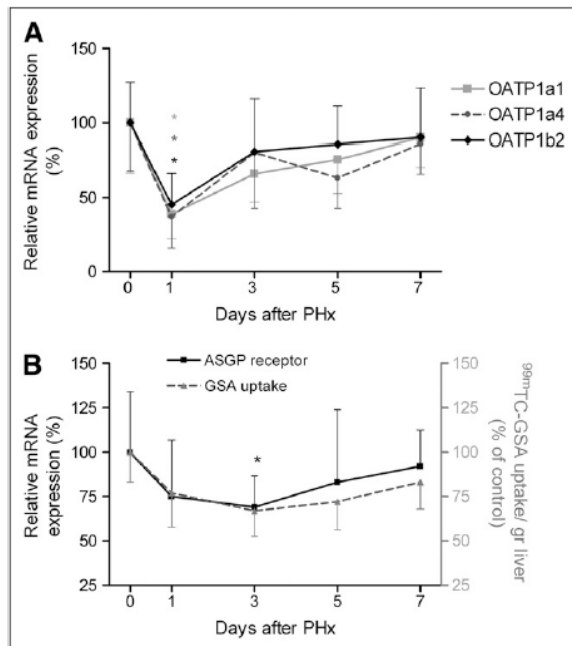 A
Relative mRNA expression
(%)
150
100
50
0
*
*
*
OATP1a1
OATP1a4
OATP1b2
0 1 3 5 7
Days after PHx
B
Relative mRNA
expression (%)
150
125
100
75
50
25
ASGP receptor
GSA uptake
*
150
125
100
75
50
25
99mTC-GSA uptake/ gr liver
(% of control)
0 1 3 5 7
Days after PHx